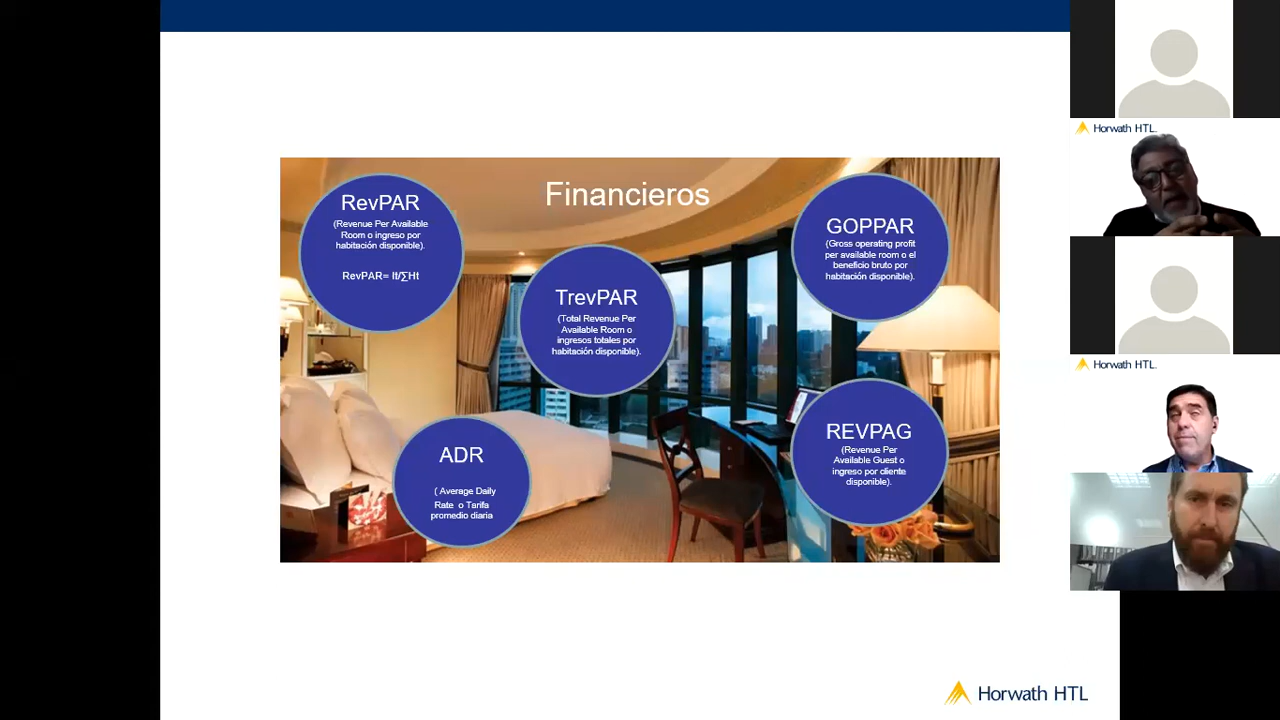 Financieros
RevPAR
(Revenue Per Available
Room o ingreso por
habitación disponible).
RevPAR= It/∑Ht
TrevPAR
(Total Revenue Per
Available Room o
ingresos totales por
habitación disponible).
GOPPAR
(Gross operating profit
per available room o el
beneficio bruto por
habitación disponible).
ADR
( Average Daily
Rate o Tarifa
promedio diaria
REVPAG
(Revenue Per
Available Guest o
ingreso por cliente
disponible).
Horwath HTL
Horwath HTL.
Horwath HTL.